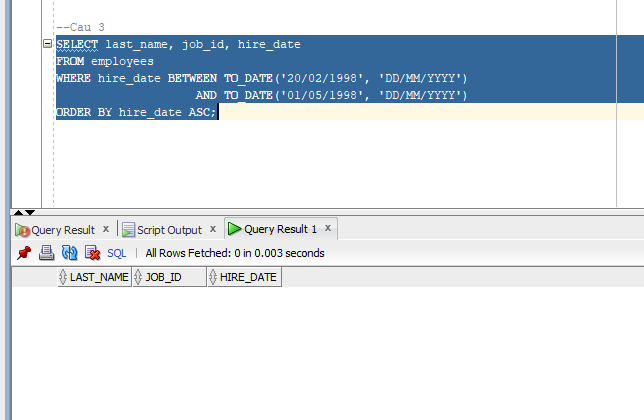 --Cau 3
SELECT last_name, job_id, hire_date
FROM employees
WHERE hire_date BETWEEN TO_DATE('20/02/1998', 'DD/MM/YYYY')
AND TO_DATE('01/05/1998', 'DD/MM/YYYY')
ORDER BY hire_date ASC;
Query Result x Script Output x Query Result 1 x
SQL | All Rows Fetched: 0 in 0.003 seconds
LAST_NAME JOB_ID HIRE_DATE